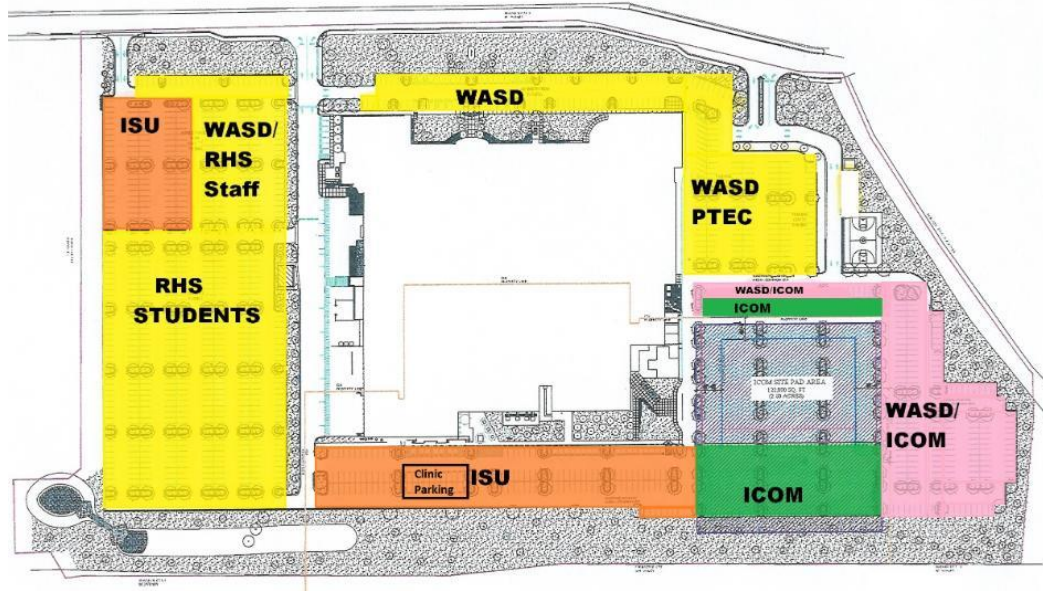 WASD
ISU
WASD/
RHS
Staff
WASD
PTEC
RHS
STUDENTS
WASD/ICOM
ICOM
ICOM SITE PAD AREA
WASD/
ICOM
Clinic
Parking
ISU
ICOM